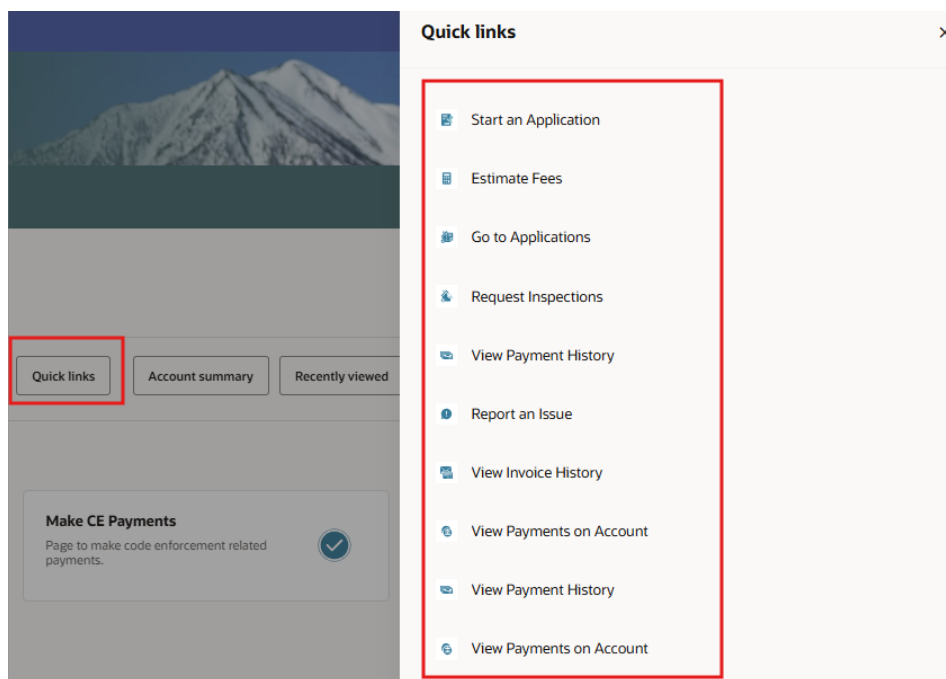 Quick links
Start an Application
Estimate Fees
Go to Applications
Request Inspections
View Payment History
Report an Issue
View Invoice History
View Payments on Account
View Payment History
View Payments on Account
Quick links
Account summary
Recently viewed
Make CE Payments
Page to make code enforcement related
payments.